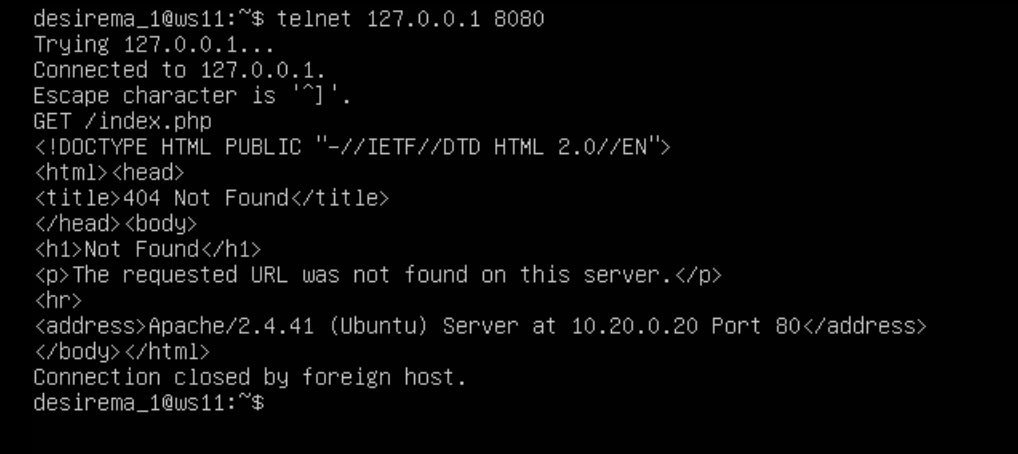 desirema_1@ws11:~$ telnet 127.0.0.1 8080
Trying 127.0.0.1...
Connected to 127.0.0.1.
Escape character is '^]'.
GET /index.php
<!DOCTYPE HTML PUBLIC "-//IETF//DTD HTML 2.0//EN">
<html><head>
<title>404 Not Found</title>
</head><body>
<h1>Not Found</h1>
<p>The requested URL was not found on this server.</p>
<hr>
<address>Apache/2.4.41 (Ubuntu) Server at 10.20.0.20 Port 80</address>
</body></html>
Connection closed by foreign host.
desirema_1@ws11:~$